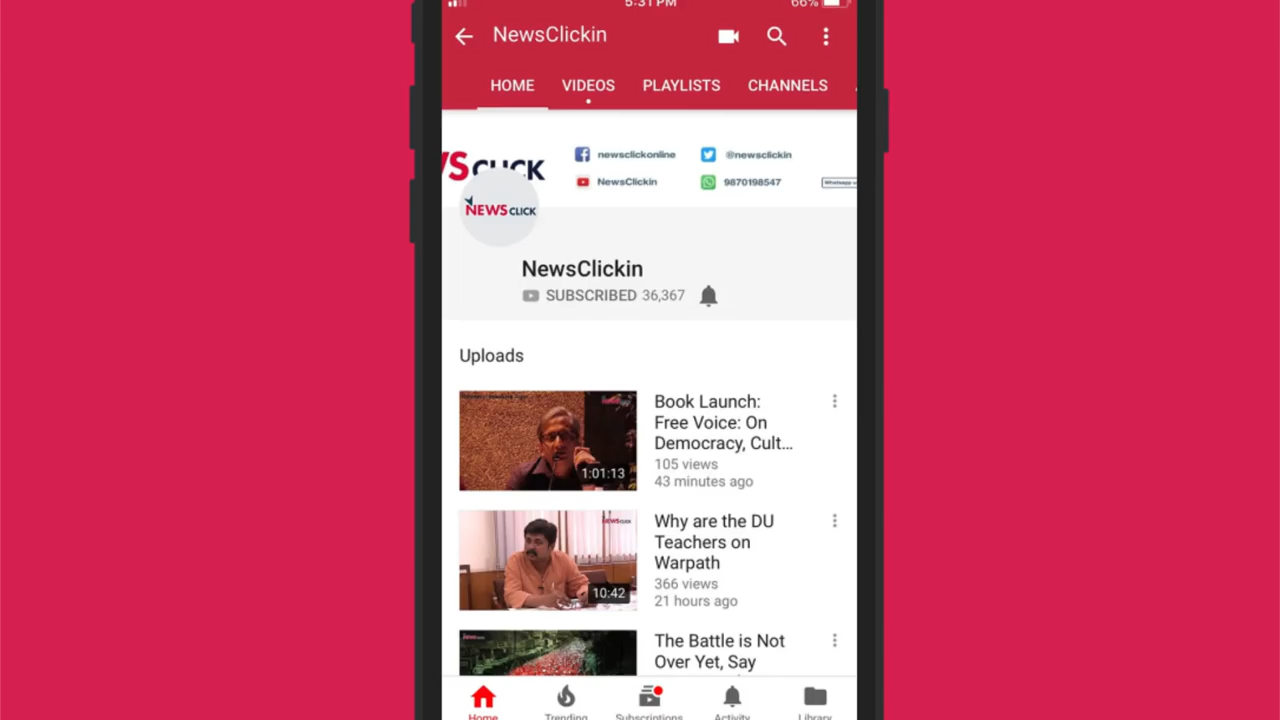 5:31 PM
66%
NewsClickin
HOME VIDEOS PLAYLISTS CHANNELS
CLICK
newsclickonline
@newsclickin
NewsClickin
9870198547
NEWSCLICK
NewsClickin
SUBSCRIBED 36,367
Uploads
Book Launch:
Free Voice: On
Democracy, Cult...
105 views
43 minutes ago
1:01:13
NEWSCLICK
Why are the DU
Teachers on
Warpath
366 views
21 hours ago
10:42
The Battle is Not
Over Yet, Say
Home Trending Subscriptions Activity Library